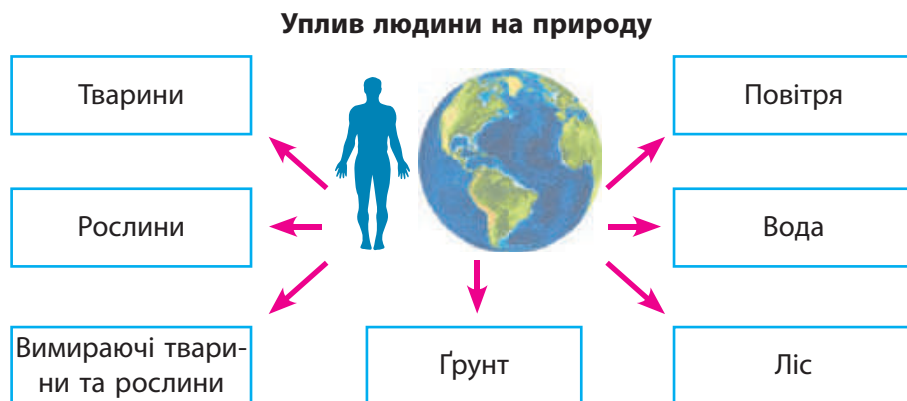 Уплив людини на природу
Тварини
Повітря
Рослини
Вода
Вимираючі твари-
ни та рослини
Ґрунт
Ліс